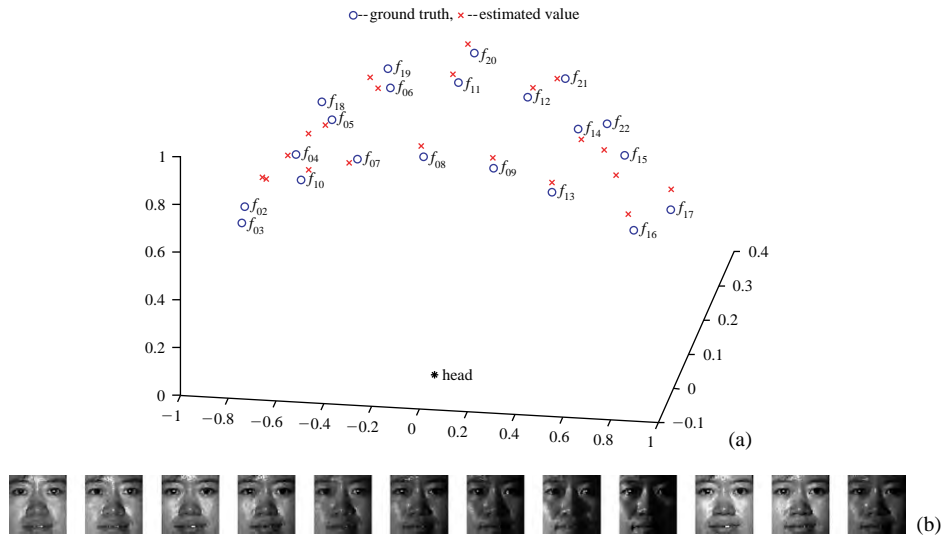 o--ground truth, ×--estimated value
f20
f19
f21
f06
f11
f12
f18
f05
f14
f22
f04
f07
f08
f15
f09
f10
f13
f02
f17
f03
f16
1
0.8
0.6
0.4
0.2
0
−1
−0.8
−0.6
−0.4
−0.2
0
0.2
0.4
0.6
0.8
1
0.4
0.3
0.2
0.1
0
−0.1
* head
(a)
(b)